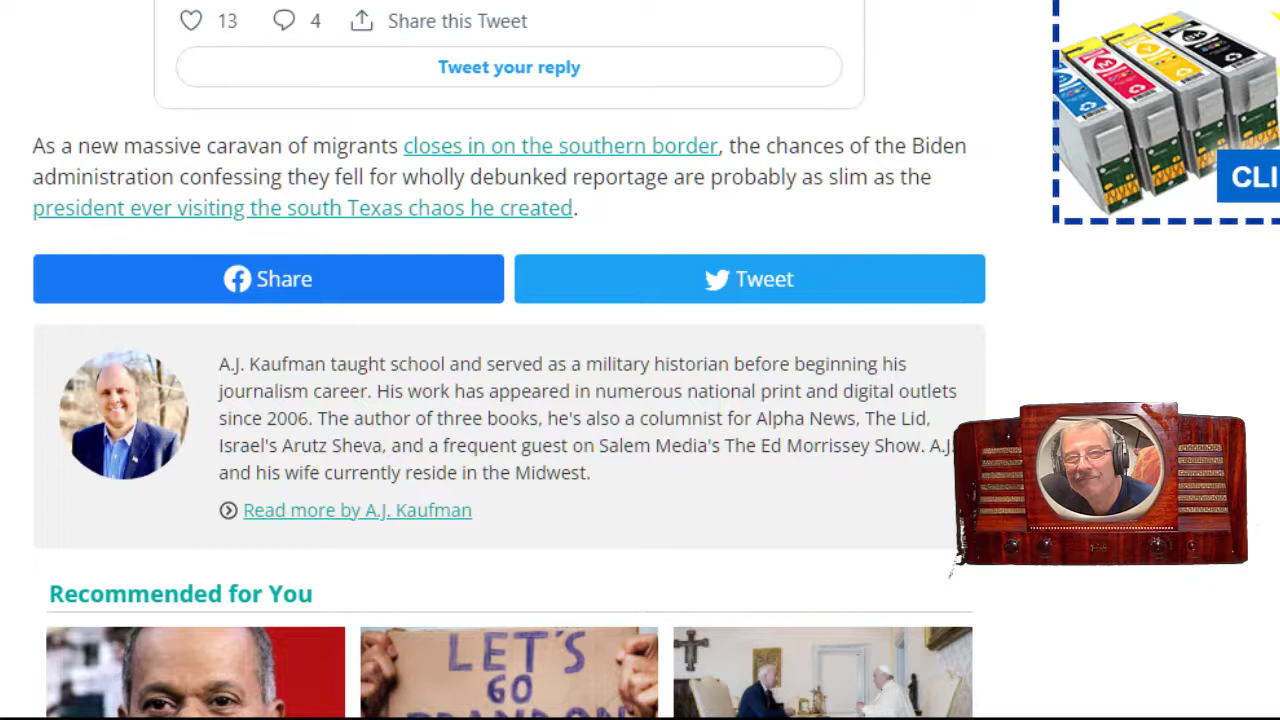 13 4 Share this Tweet
Tweet your reply
As a new massive caravan of migrants closes in on the southern border, the chances of the Biden
administration confessing they fell for wholly debunked reportage are probably as slim as the
president ever visiting the south Texas chaos he created.
Share Tweet
A.J. Kaufman taught school and served as a military historian before beginning his
journalism career. His work has appeared in numerous national print and digital outlets
since 2006. The author of three books, he's also a columnist for Alpha News, The Lid,
Israel's Arutz Sheva, and a frequent guest on Salem Media's The Ed Morrissey Show. A.J.
and his wife currently reside in the Midwest.
Read more by A.J. Kaufman
Recommended for You
LET'S
GO
BRANDON
M
Y
BK
CLI